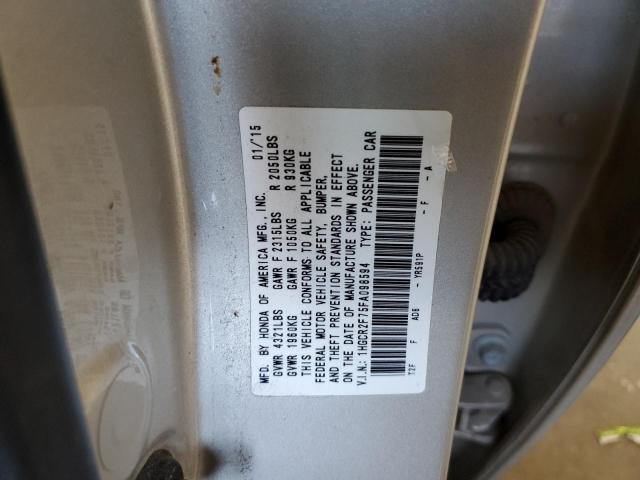 MFD. BY HONDA OF AMERICA MFG., INC. 01/'15
GVWR 4321LBS GAWR F 2315LBS R 2050LBS
GVWR 1960KG GAWR F 1050KG R 930KG
THIS VEHICLE CONFORMS TO ALL APPLICABLE
FEDERAL MOTOR VEHICLE SAFETY, BUMPER,
AND THEFT PREVENTION STANDARDS IN EFFECT
ON THE DATE OF MANUFACTURE SHOWN ABOVE.
V.I.N.: 1HGCR2F75FA098594 TYPE: PASSENGER CAR
T2F F AD6 - YR591P - F - A